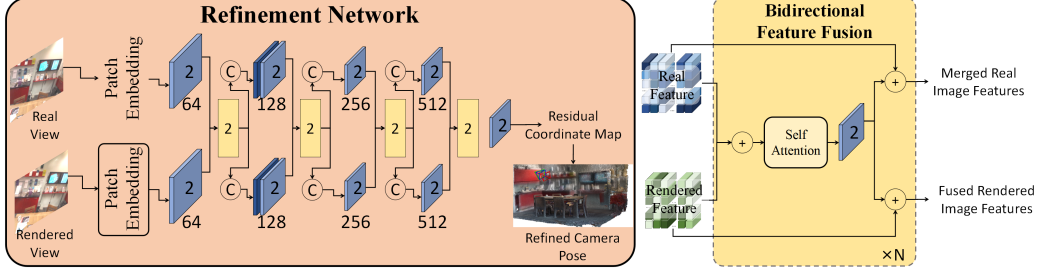 Refinement Network
Real
View
Patch
Embedding
2
64
C
2
128
C
2
256
C
2
512
2
2
2
2
2
Residual
Coordinate Map
Rendered
View
Patch
Embedding
2
64
C
2
128
C
2
256
C
2
512
Refined Camera
Pose
Bidirectional
Feature Fusion
Real
Feature
Rendered
Feature
+
Self
Attention
2
+
Merged Real
Image Features
+
Fused Rendered
Image Features
×N